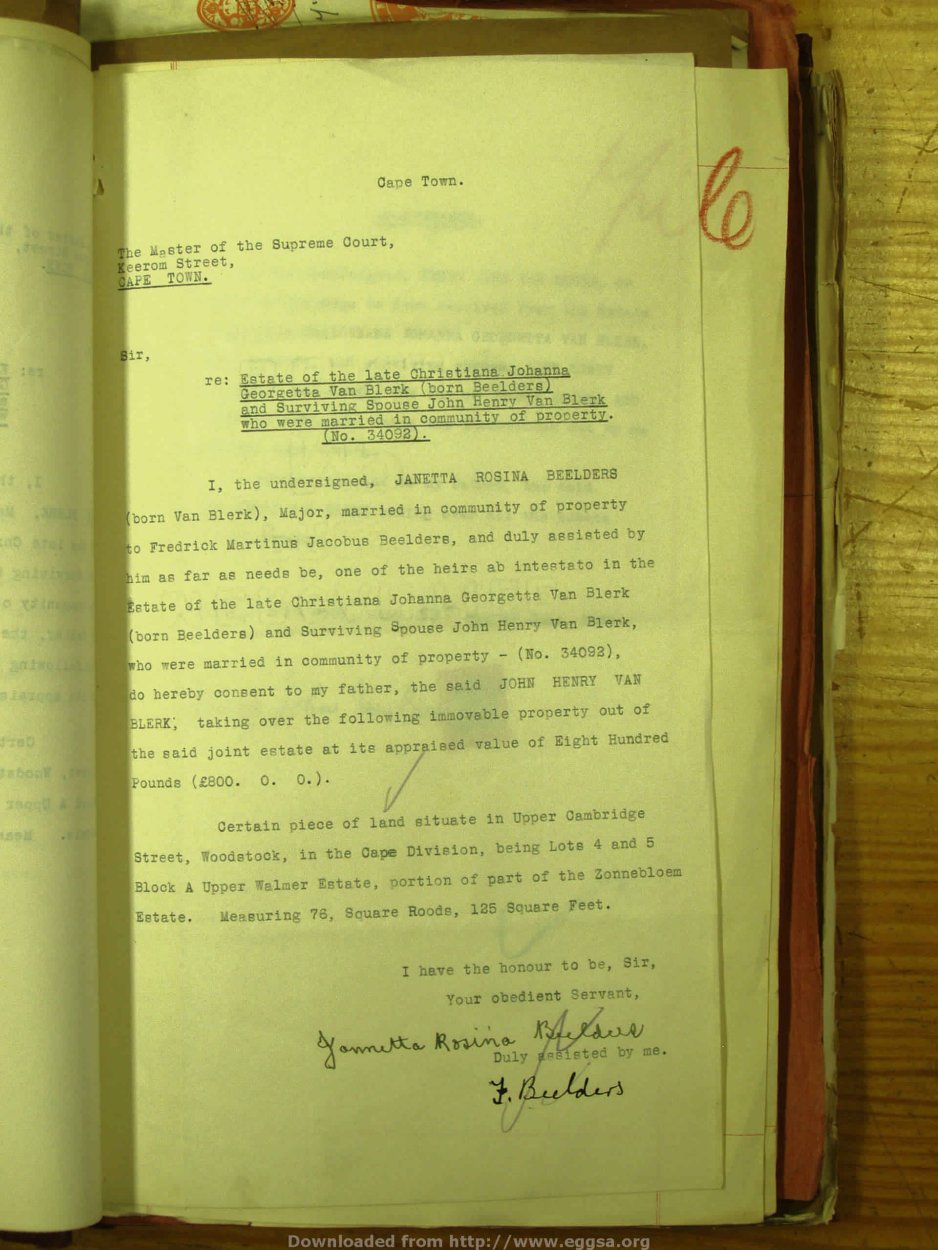 Cape Town.
The Master of the Supreme Court,
Keerom Street,
CAPE TOWN.
Sir,
re: Estate of the late Christiana Johanna
Georgetta Van Blerk (born Beelders)
and Surviving Spouse John Henry Van Blerk
who were married in community of property.
(No. 34092).
I, the undersigned, JANETTA ROSINA BEELDERS
(born Van Blerk), Major, married in community of property
to Fredrick Martinus Jacobus Beelders, and duly assisted by
him as far as needs be, one of the heirs ab intestato in the
Estate of the late Christiana Johanna Georgetta Van Blerk
(born Beelders) and Surviving Spouse John Henry Van Blerk,
who were married in community of property - (No. 34092),
do hereby consent to my father, the said JOHN HENRY VAN
BLERK, taking over the following immovable property out of
the said joint estate at its appraised value of Eight Hundred
Pounds (£800. 0. 0.).
Certain piece of land situate in Upper Cambridge
Street, Woodstock, in the Cape Division, being Lots 4 and 5
Block A Upper Walmer Estate, portion of part of the Zonnebloem
Estate. Measuring 76, Square Roods, 125 Square Feet.
I have the honour to be, Sir,
Your obedient Servant,
Jannetta Rosina Beelders
Duly assisted by me.
F. Beelders
Downloaded from http://www.eggsa.org